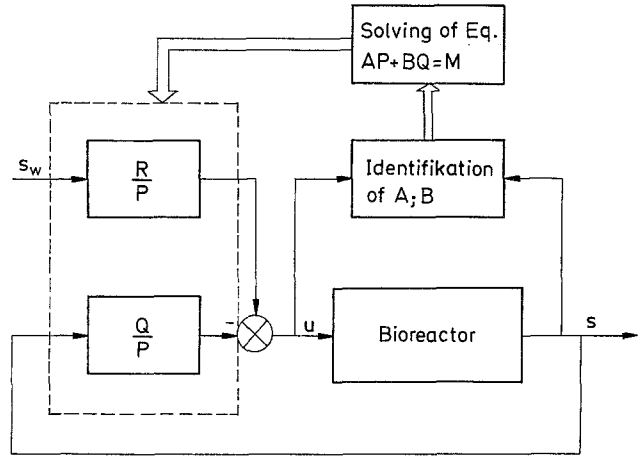 Solving of Eq.
AP+BQ=M
s_w
R
P
Identifikation
of A; B
Q
P
-
u
Bioreactor
s